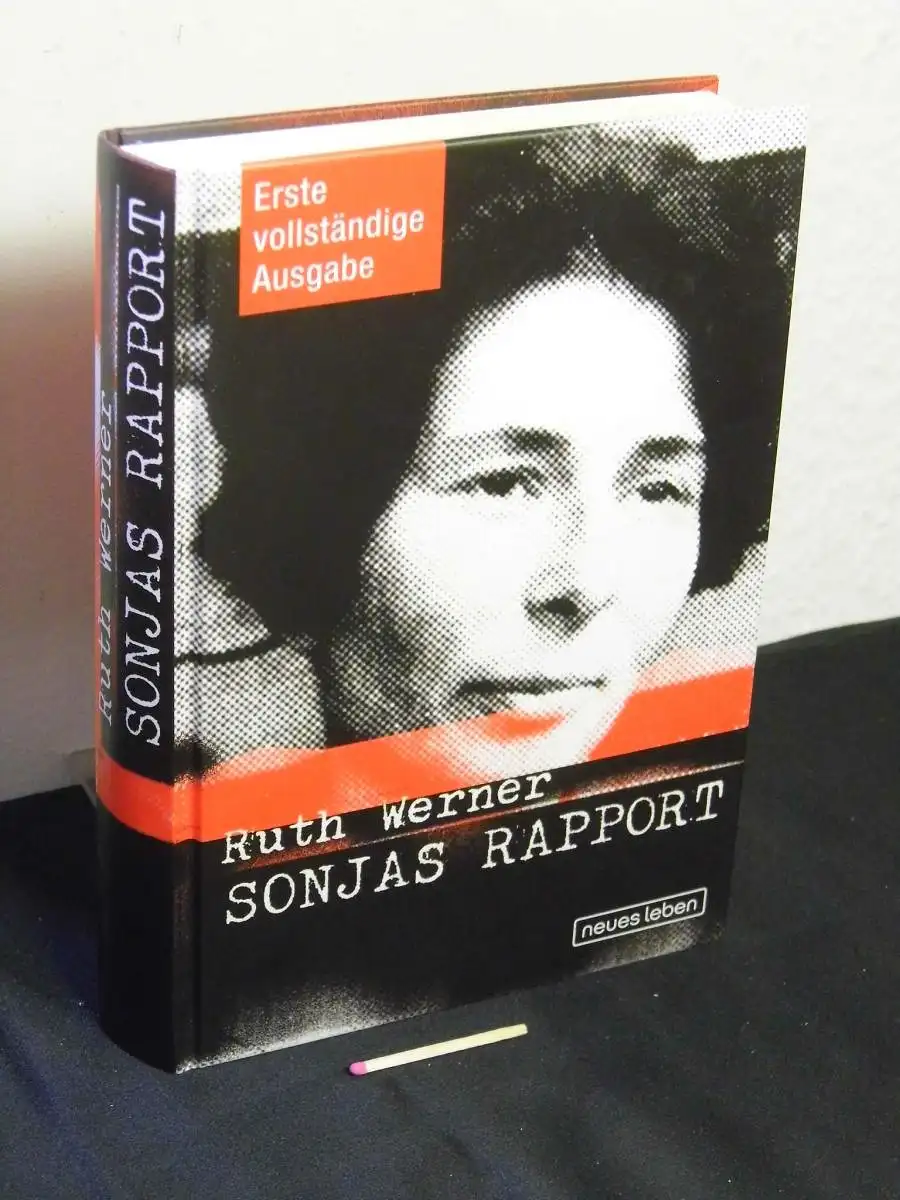 Erste
vollständige
Ausgabe
Ruth Werner
SONJAS RAPPORT
neues leben
Ruth Werner
SONJAS RAPPORT